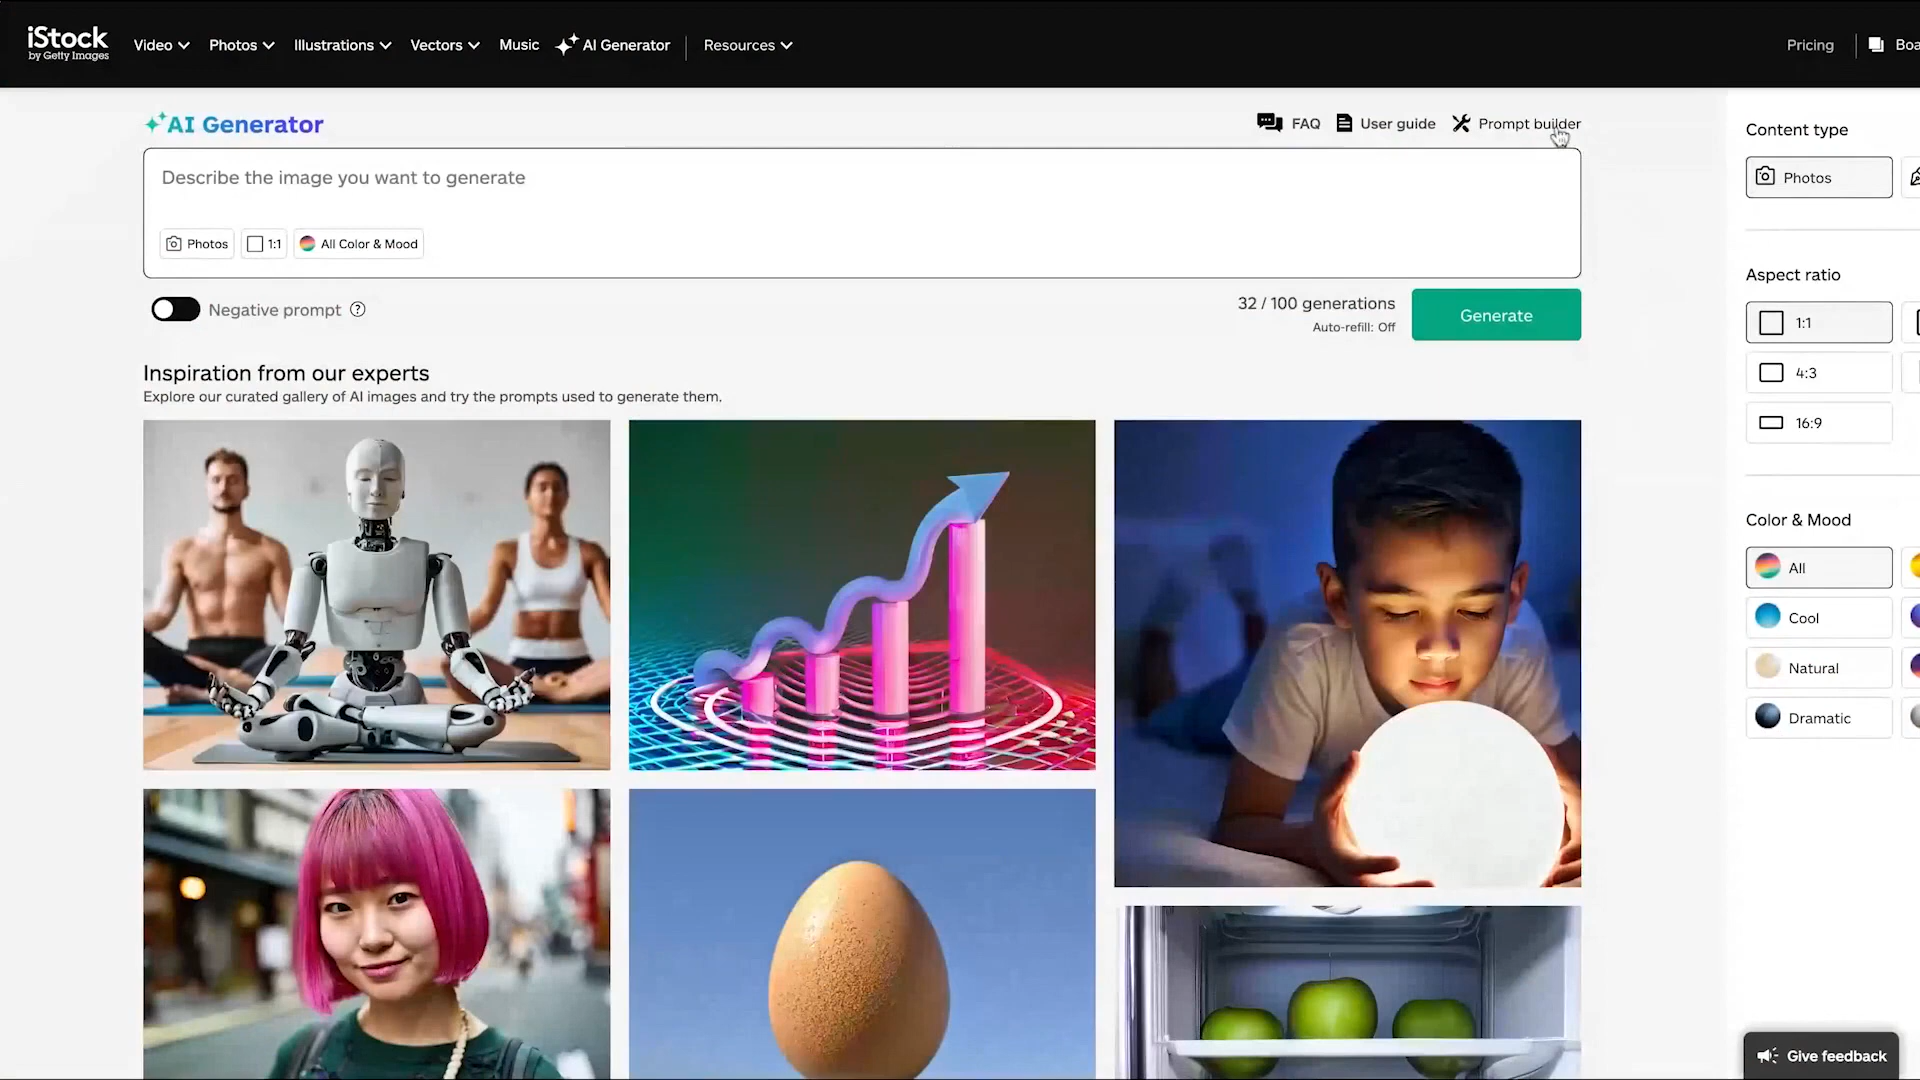 iStock
by Getty Images
Video
Photos
Illustrations
Vectors
Music
AI Generator
Resources
Pricing
AI Generator
FAQ
User guide
Prompt builder
Describe the image you want to generate
Photos
1:1
All Color & Mood
Negative prompt
32 / 100 generations
Auto-refill: Off
Generate
Inspiration from our experts
Explore our curated gallery of AI images and try the prompts used to generate them.
Content type
Photos
Aspect ratio
1:1
4:3
16:9
Color & Mood
All
Cool
Natural
Dramatic
Give feedback